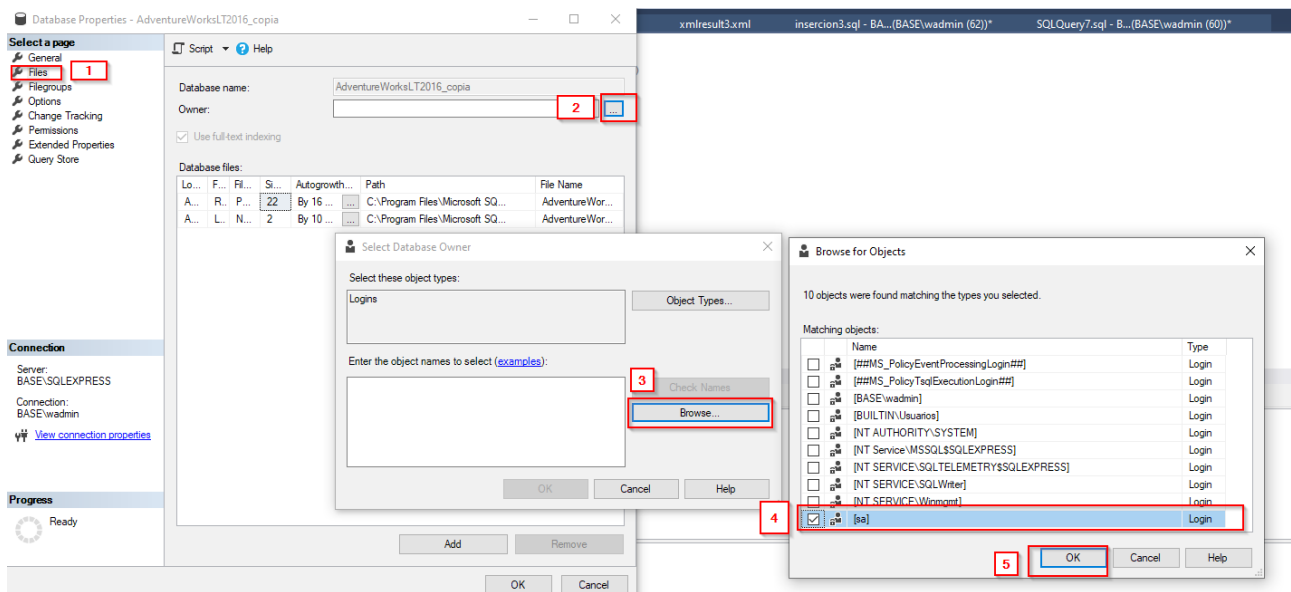 Database Properties - AdventureWorksLT2016_copia
xmlresult3.xml
insercion3.sql - BA...(BASE\wadmin (62))*
SQLQuery7.sql - B...(BASE\wadmin (60))*
Select a page
General
Files
1
Filegroups
Options
Change Tracking
Permissions
Extended Properties
Query Store
Script
Help
Database name:
AdventureWorksLT2016_copia
Owner:
2
...
Use full-text indexing
Database files:
Lo... F... Fil... Si... Autogrowth... Path File Name
A... R.. P... 22 By 16 ... ... C:\Program Files\Microsoft SQ... AdventureWor...
A... L.. N... 2 By 10 ... ... C:\Program Files\Microsoft SQ... AdventureWor...
Select Database Owner
Select these object types:
Logins
Object Types...
Enter the object names to select (examples):
3
Check Names
Browse...
OK
Cancel
Help
Browse for Objects
10 objects were found matching the types you selected.
Matching objects:
Name Type
[##MS_PolicyEventProcessingLogin##] Login
[##MS_PolicyTsqlExecutionLogin##] Login
[BASE\wadmin] Login
[BUILTIN\Usuarios] Login
[NT AUTHORITY\SYSTEM] Login
[NT Service\MSSQL$SQLEXPRESS] Login
[NT SERVICE\SQLTELEMETRY$SQLEXPRESS] Login
[NT SERVICE\SQLWriter] Login
[NT SERVICE\Winmgmt] Login
4
[sa] Login
5
OK
Cancel
Help
Connection
Server:
BASE\SQLEXPRESS
Connection:
BASE\wadmin
View connection properties
Progress
Ready
Add
Remove
OK
Cancel